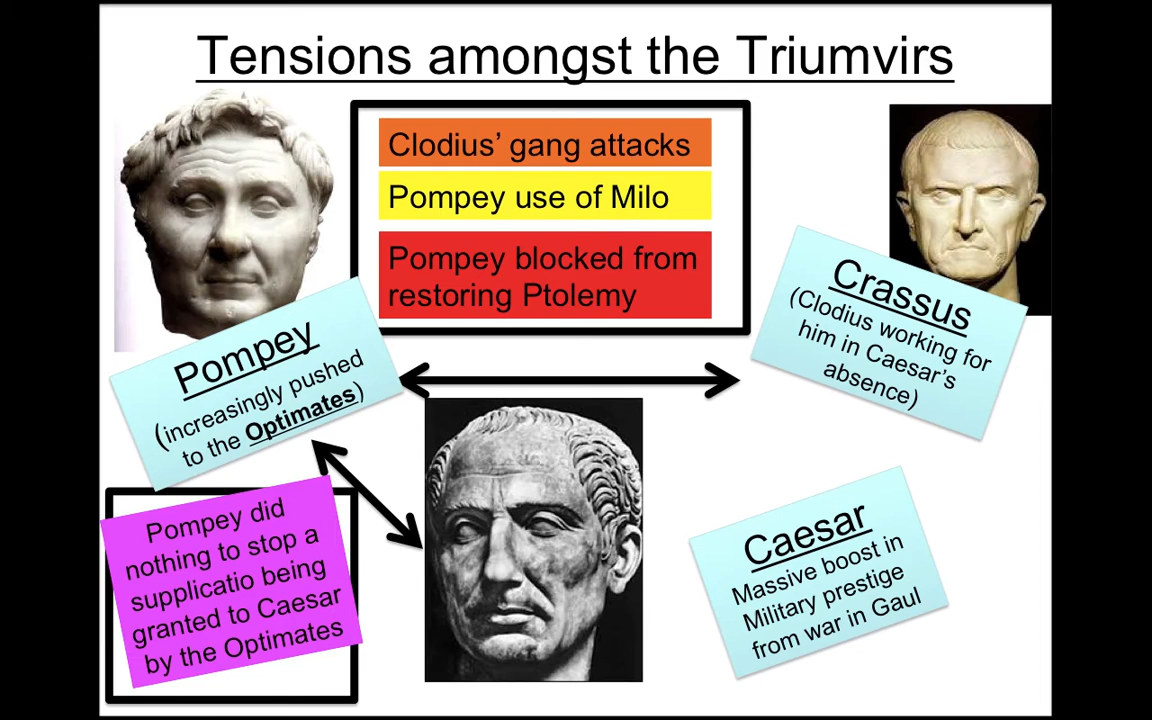 Tensions amongst the Triumvirs
Clodius’ gang attacks
Pompey use of Milo
Pompey blocked from
restoring Ptolemy
Pompey
(increasingly pushed
to the Optimates)
Crassus
(Clodius working for
him in Caesar’s
absence)
Pompey did
nothing to stop a
supplicatio being
granted to Caesar
by the Optimates
Caesar
Massive boost in
Military prestige
from war in Gaul